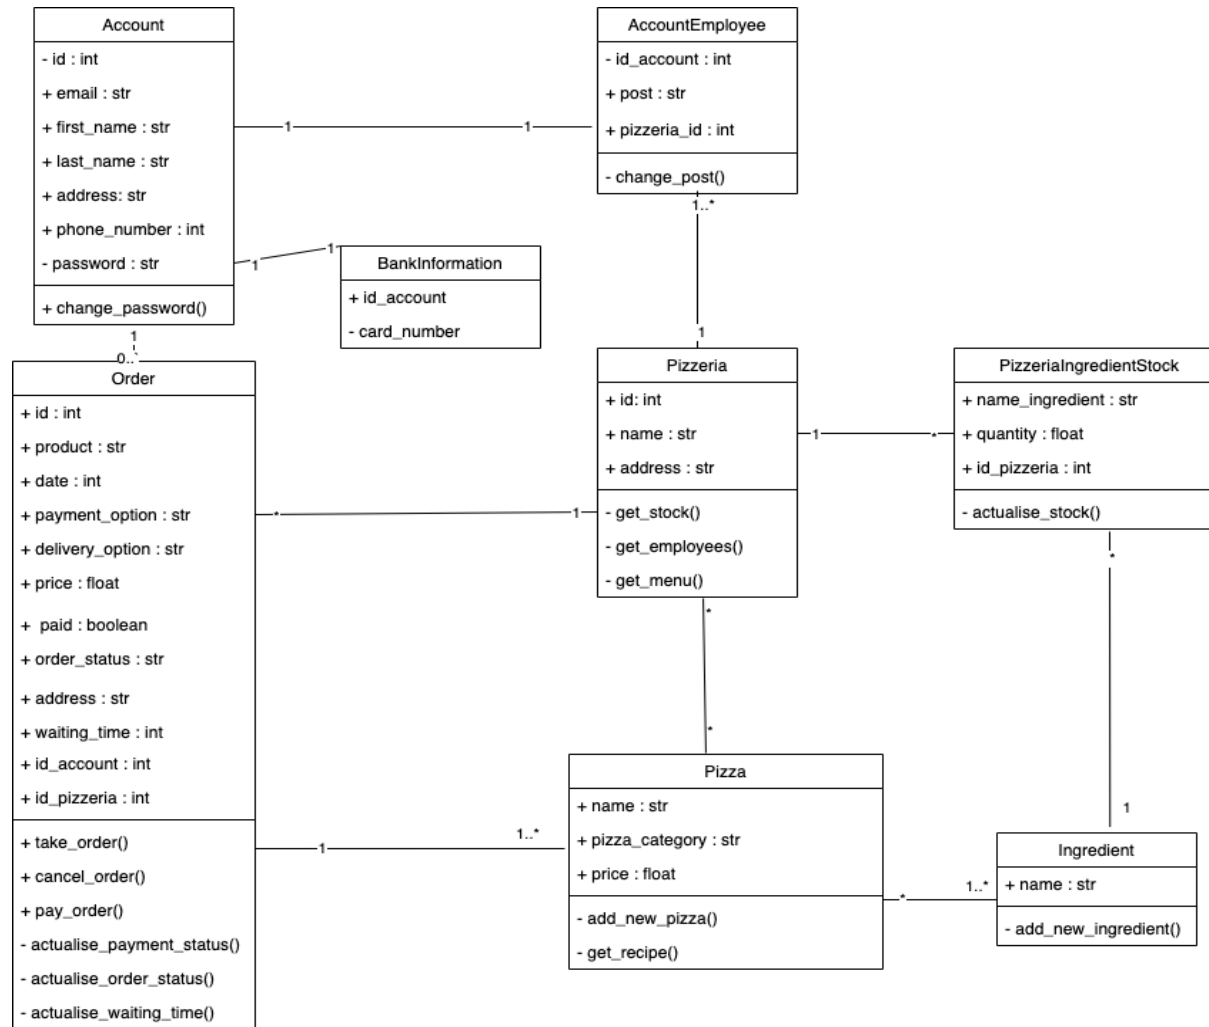 Account
- id : int
+ email : str
+ first_name : str
+ last_name : str
+ address: str
+ phone_number : int
- password : str
+ change_password()
1
1
AccountEmployee
- id_account : int
+ post : str
+ pizzeria_id : int
- change_post()
1..*
1
1
1
BankInformation
+ id_account
- card_number
1
0..*
Order
+ id : int
+ product : str
+ date : int
+ payment_option : str
+ delivery_option : str
+ price : float
+ paid : boolean
+ order_status : str
+ address : str
+ waiting_time : int
+ id_account : int
+ id_pizzeria : int
+ take_order()
+ cancel_order()
+ pay_order()
- actualise_payment_status()
- actualise_order_status()
- actualise_waiting_time()
*
1
Pizzeria
+ id: int
+ name : str
+ address : str
- get_stock()
- get_employees()
- get_menu()
1
*
PizzeriaIngredientStock
+ name_ingredient : str
+ quantity : float
+ id_pizzeria : int
- actualise_stock()
*
1
*
*
1
1..*
Pizza
+ name : str
+ pizza_category : str
+ price : float
- add_new_pizza()
- get_recipe()
*
1..*
Ingredient
+ name : str
- add_new_ingredient()